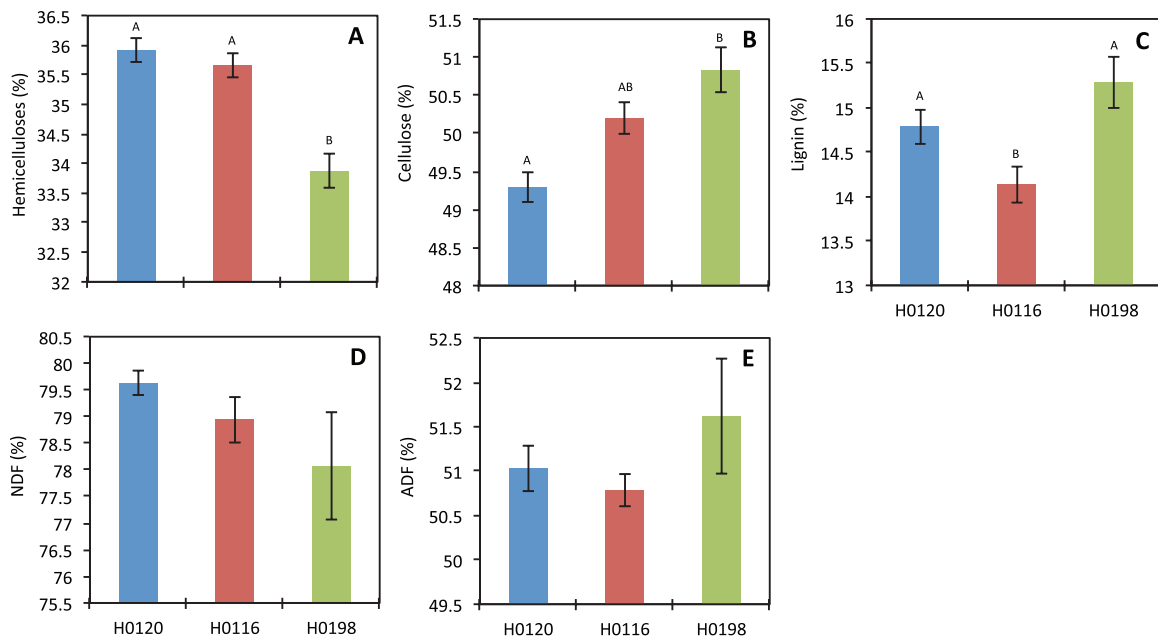 A
Hemicelluloses (%)
36.5
36
35.5
35
34.5
34
33.5
33
32.5
32
A
A
B
B
Cellulose (%)
51.5
51
50.5
50
49.5
49
48.5
48
A
AB
B
C
Lignin (%)
16
15.5
15
14.5
14
13.5
13
A
B
A
H0120 H0116 H0198
D
NDF (%)
80.5
80
79.5
79
78.5
78
77.5
77
76.5
76
75.5
H0120 H0116 H0198
E
ADF (%)
52.5
52
51.5
51
50.5
50
49.5
H0120 H0116 H0198